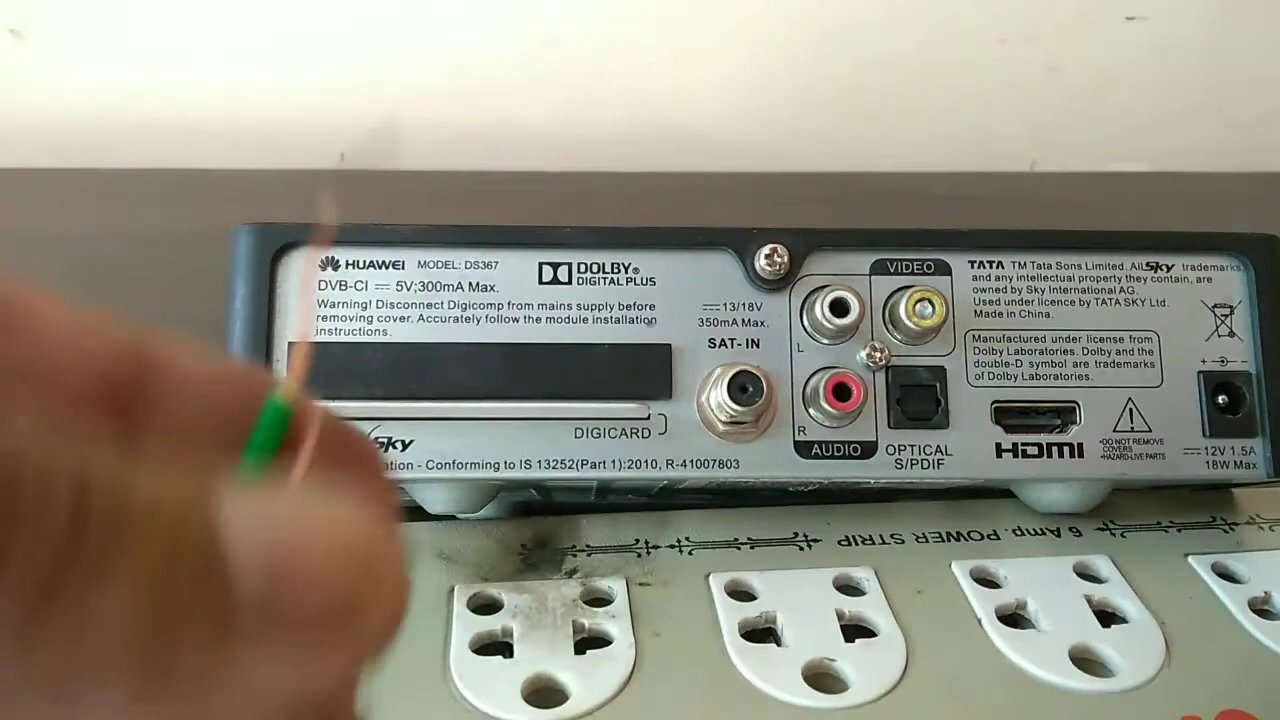 HUAWEI MODEL: DS367
DVB-CI 5V;300mA Max.
Warning! Disconnect Digicomp from mains supply before
removing cover. Accurately follow the module installation
instructions.
DOLBY®
DIGITAL PLUS
13/18V
350mA Max.
SAT-IN
DIGICARD
sky
- Conforming to IS 13252(Part 1):2010, R-41007803
L
R
VIDEO
AUDIO
OPTICAL
S/PDIF
TATA TM Tata Sons Limited. All sky trademarks
and any intellectual property they contain, are
owned by Sky International AG.
Used under licence by TATA SKY Ltd.
Made in China.
Manufactured under license from
Dolby Laboratories. Dolby and the
double-D symbol are trademarks
of Dolby Laboratories.
HDMI
•DO NOT REMOVE
COVERS
•HAZARD-LIVE PARTS
+ -
12V 1.5A
18W Max.
6 Amp. POWER STRIP